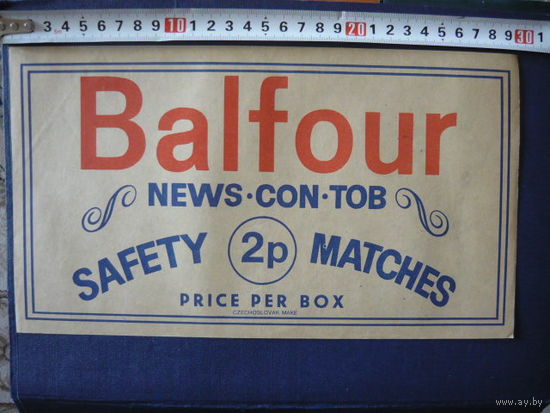 3 4 5 6 7 8 9 10 1 2 3 4 5 6 7 8 9 20 1 2 3 4 5 6 7 8 9 30 1
Balfour
NEWS·CON·TOB
SAFETY 2p MATCHES
PRICE PER BOX
CZECHOSLOVAK MAKE
www.ay.by